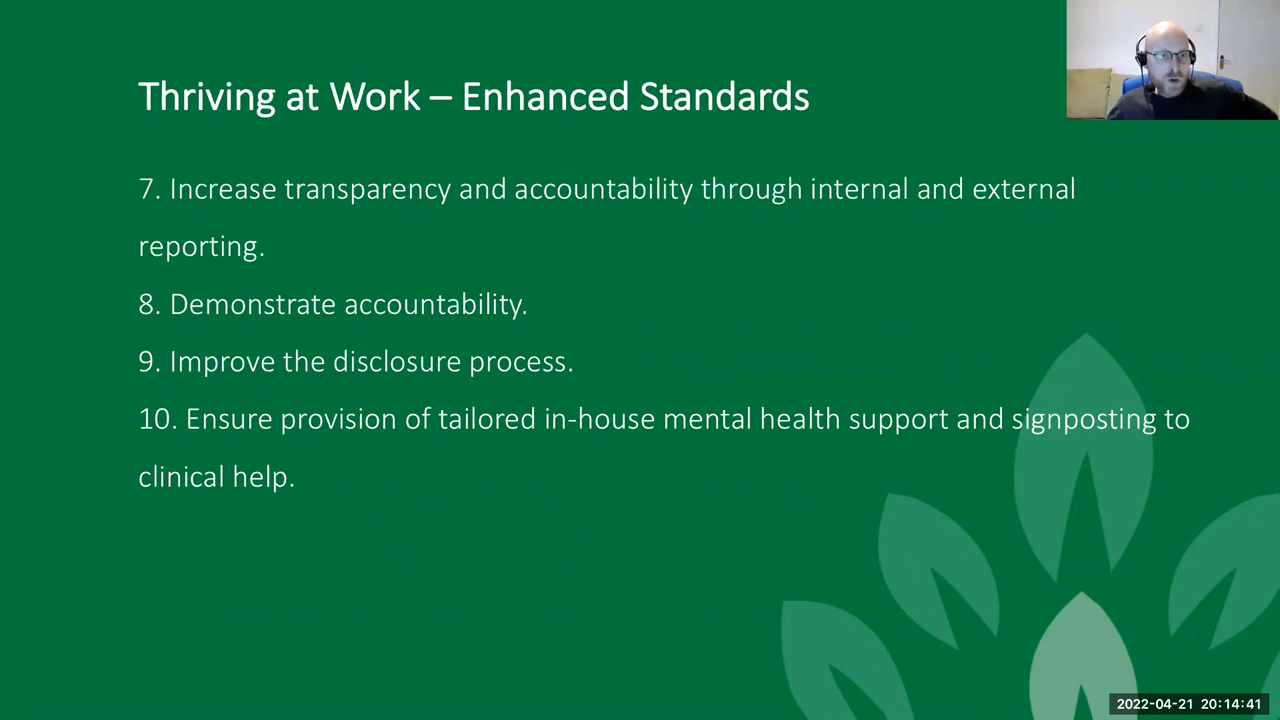 Thriving at Work – Enhanced Standards
7. Increase transparency and accountability through internal and external
reporting.
8. Demonstrate accountability.
9. Improve the disclosure process.
10. Ensure provision of tailored in-house mental health support and signposting to
clinical help.
2022-04-21 20:14:41